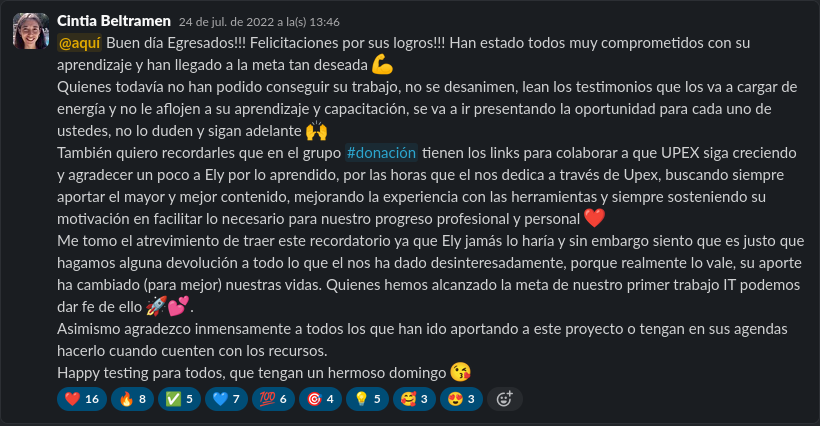 Cintia Beltramen 24 de jul. de 2022 a la(s) 13:46
@aquí Buen día Egresados!!! Felicitaciones por sus logros!!! Han estado todos muy comprometidos con su
aprendizaje y han llegado a la meta tan deseada 💪
Quienes todavía no han podido conseguir su trabajo, no se desanimen, lean los testimonios que los va a cargar de
energía y no le aflojen a su aprendizaje y capacitación, se va a ir presentando la oportunidad para cada uno de
ustedes, no lo duden y sigan adelante 🙌
También quiero recordarles que en el grupo #donación tienen los links para colaborar a que UPEX siga creciendo
y agradecer un poco a Ely por lo aprendido, por las horas que el nos dedica a través de Upex, buscando siempre
aportar el mayor y mejor contenido, mejorando la experiencia con las herramientas y siempre sosteniendo su
motivación en facilitar lo necesario para nuestro progreso profesional y personal ❤️
Me tomo el atrevimiento de traer este recordatorio ya que Ely jamás lo haría y sin embargo siento que es justo que
hagamos alguna devolución a todo lo que el nos ha dado desinteresadamente, porque realmente lo vale, su aporte
ha cambiado (para mejor) nuestras vidas. Quienes hemos alcanzado la meta de nuestro primer trabajo IT podemos
dar fe de ello 🚀💕.
Asimismo agradezco inmensamente a todos los que han ido aportando a este proyecto o tengan en sus agendas
hacerlo cuando cuenten con los recursos.
Happy testing para todos, que tengan un hermoso domingo 😘
❤️ 16 🔥 8 ✅ 5 💙 7 💯 6 🎯 4 💡 5 🥰 3 😍 3